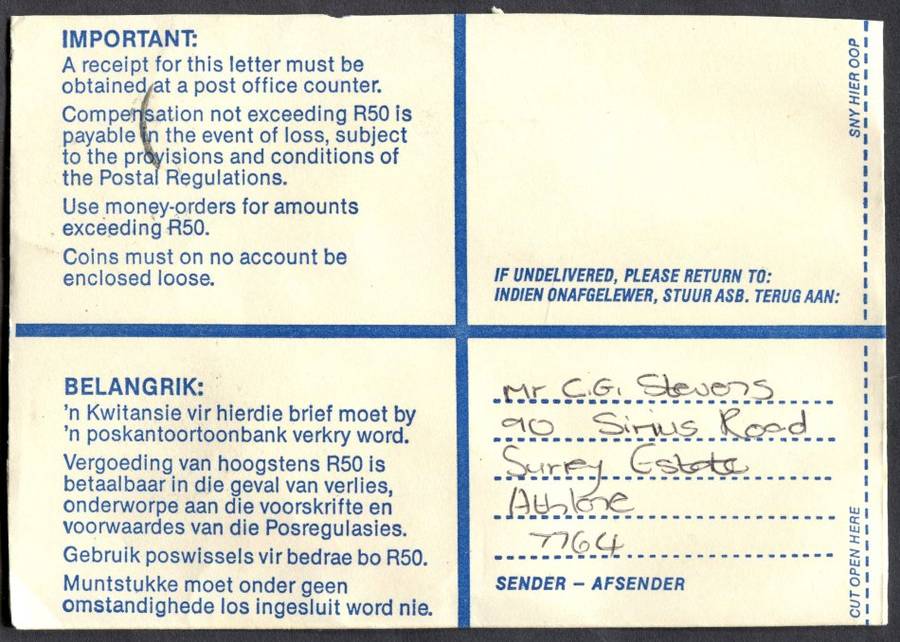 IMPORTANT:
A receipt for this letter must be
obtained at a post office counter.
Compensation not exceeding R50 is
payable in the event of loss, subject
to the provisions and conditions of
the Postal Regulations.
Use money-orders for amounts
exceeding R50.
Coins must on no account be
enclosed loose.
IF UNDELIVERED, PLEASE RETURN TO:
INDIEN ONAFGELEWER, STUUR ASB. TERUG AAN:
SNY HIER OOP
BELANGRIK:
'n Kwitansie vir hierdie brief moet by
'n poskantoortoonbank verkry word.
Vergoeding van hoogstens R50 is
betaalbaar in die geval van verlies,
onderworpe aan die voorskrifte en
voorwaardes van die Posregulasies.
Gebruik poswissels vir bedrae bo R50.
Muntstukke moet onder geen
omstandighede los ingesluit word nie.
Mr C.G. Stevens
90 Sirius Road
Surrey Estate
Athlone
7764
SENDER – AFSENDER
CUT OPEN HERE